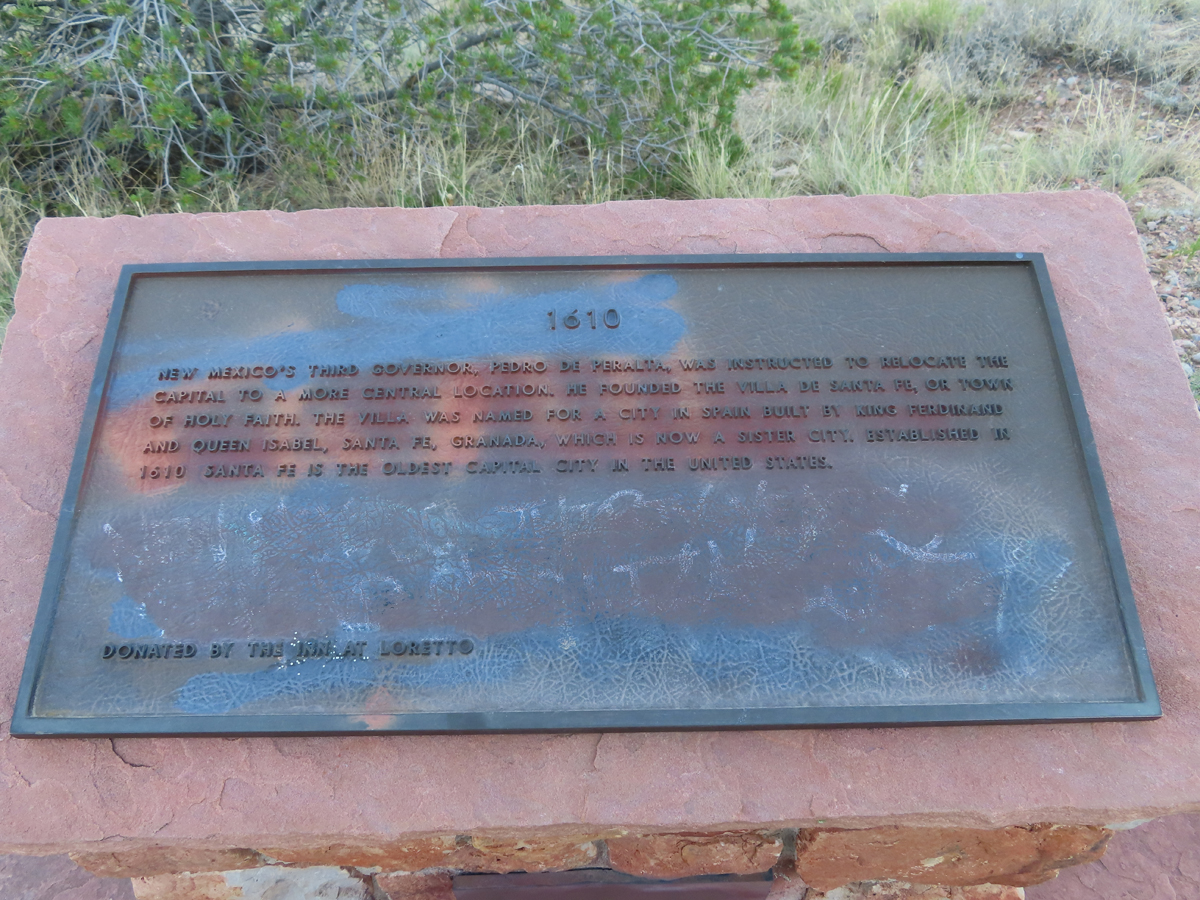 1610
NEW MEXICO'S THIRD GOVERNOR, PEDRO DE PERALTA, WAS INSTRUCTED TO RELOCATE THE
CAPITAL TO A MORE CENTRAL LOCATION. HE FOUNDED THE VILLA DE SANTA FE, OR TOWN
OF HOLY FAITH. THE VILLA WAS NAMED FOR A CITY IN SPAIN BUILT BY KING FERDINAND
AND QUEEN ISABEL, SANTA FE, GRANADA, WHICH IS NOW A SISTER CITY. ESTABLISHED IN
1610 SANTA FE IS THE OLDEST CAPITAL CITY IN THE UNITED STATES.
DONATED BY THE INN AT LORETTO